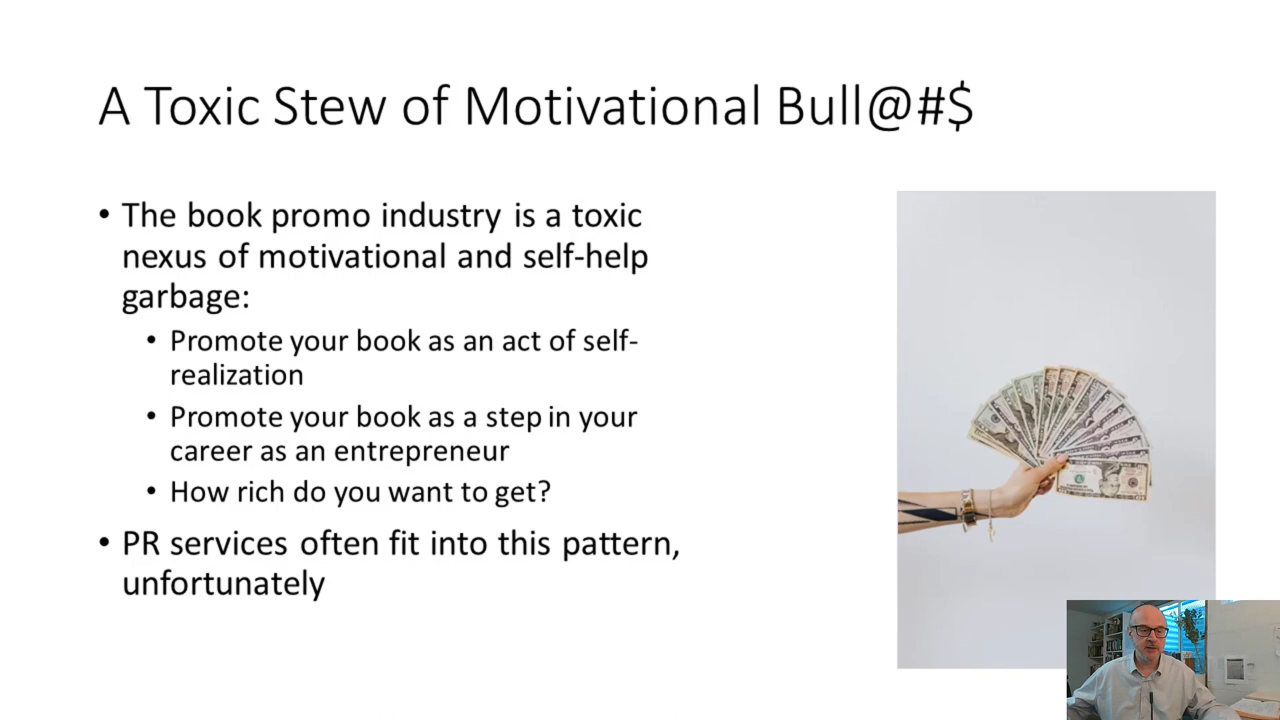 A Toxic Stew of Motivational Bull@#$
• The book promo industry is a toxic
nexus of motivational and self-help
garbage:
• Promote your book as an act of self-
realization
• Promote your book as a step in your
career as an entrepreneur
• How rich do you want to get?
• PR services often fit into this pattern,
unfortunately